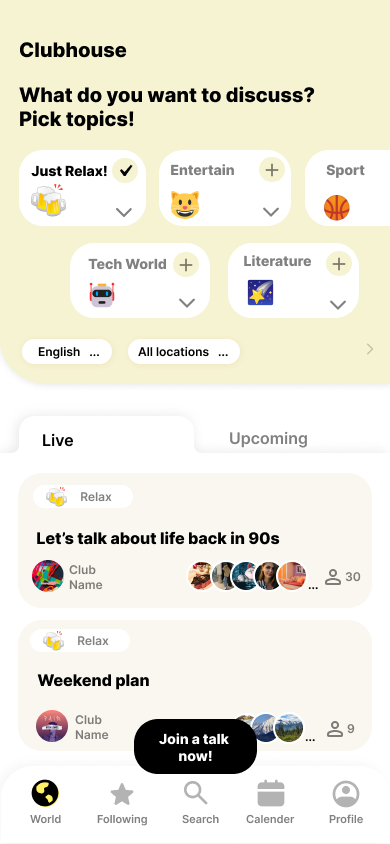 Clubhouse
What do you want to discuss?
Pick topics!
Just Relax!
Entertain
Sport
Tech World
Literature
English ...
All locations ...
Live
Upcoming
Relax
Let's talk about life back in 90s
Club
Name
...
30
Relax
Weekend plan
Club
Name
...
9
Join a talk
now!
World
Following
Search
Calender
Profile